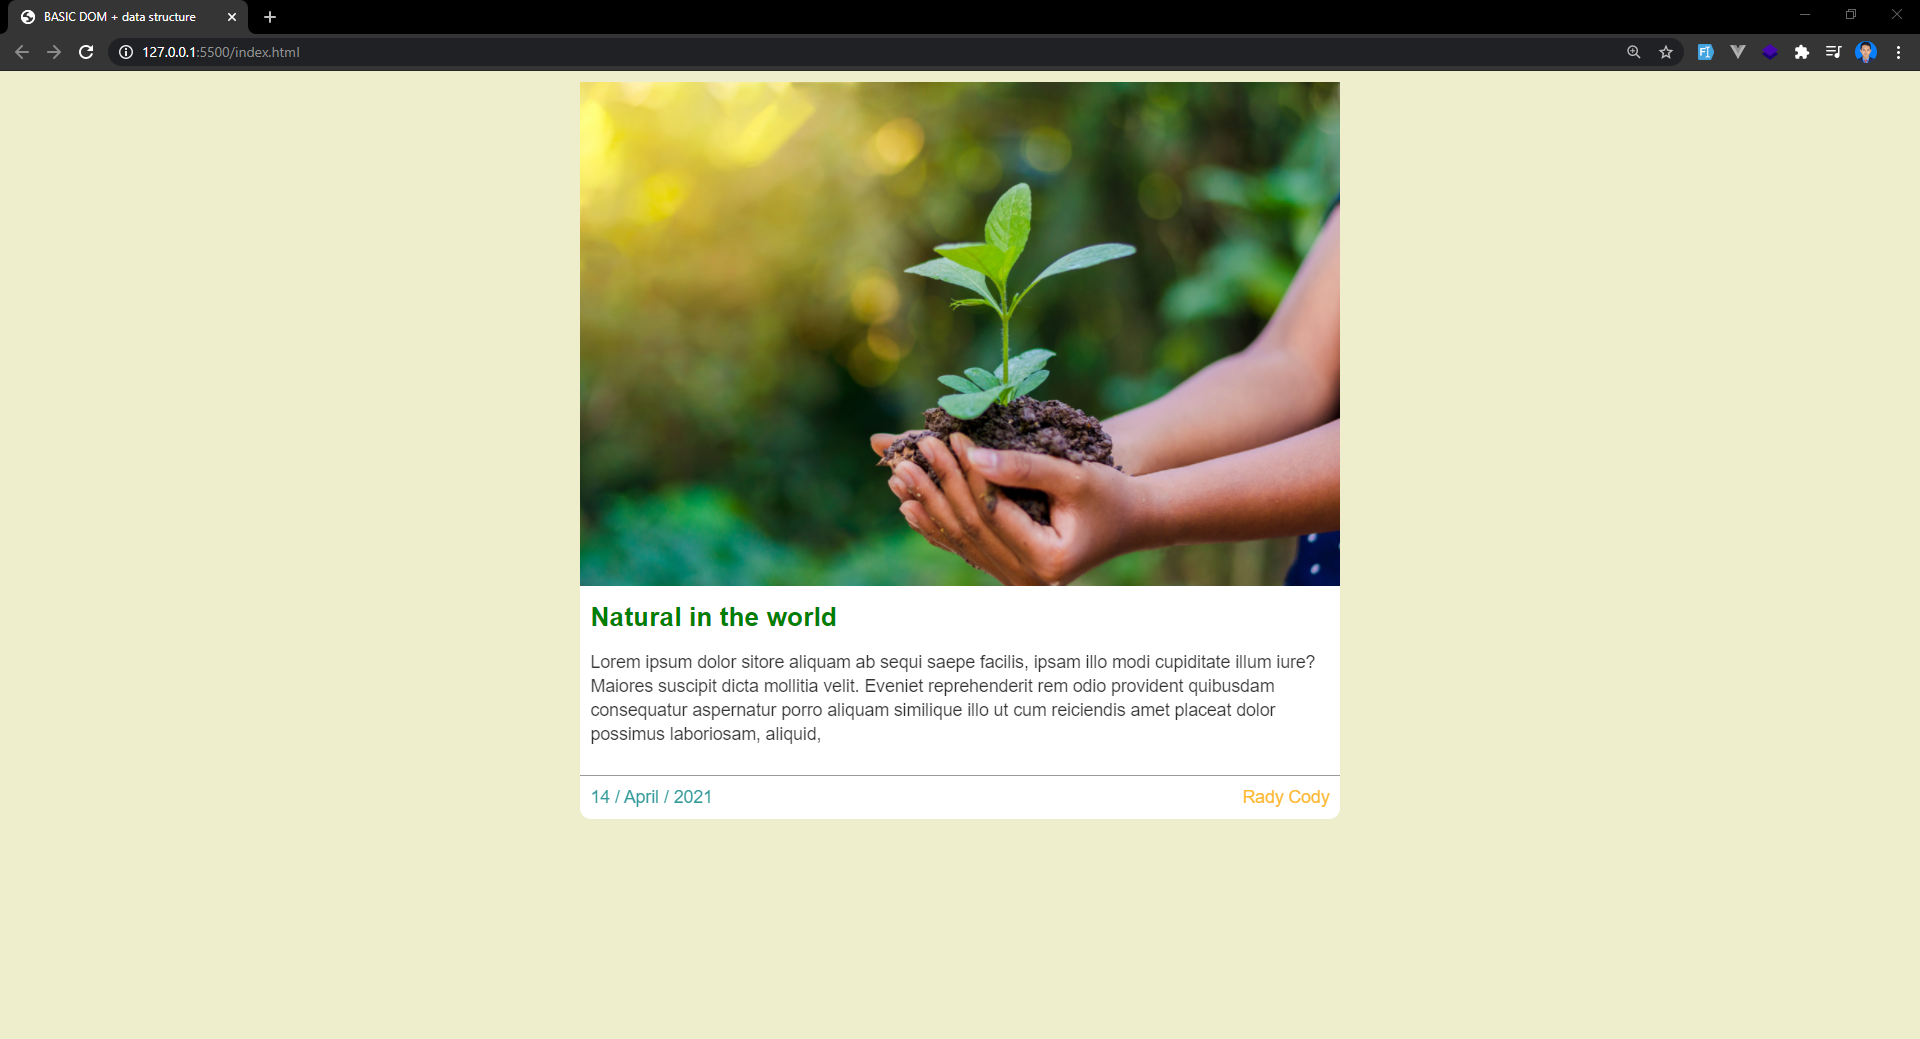 BASIC DOM + data structure
127.0.0.1:5500/index.html
Natural in the world
Lorem ipsum dolor sitore aliquam ab sequi saepe facilis, ipsam illo modi cupiditate illum iure?
Maiores suscipit dicta mollitia velit. Eveniet reprehenderit rem odio provident quibusdam
consequatur aspernatur porro aliquam similique illo ut cum reiciendis amet placeat dolor
possimus laboriosam, aliquid,
14 / April / 2021
Rady Cody